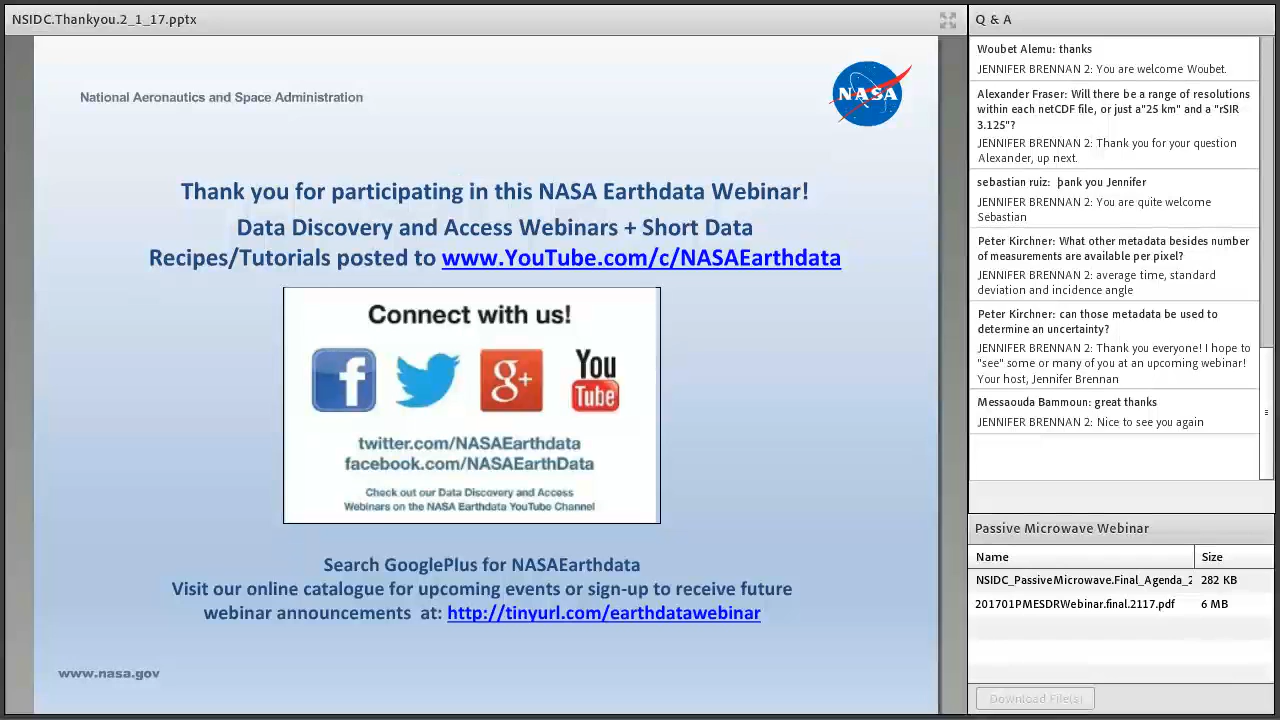 NSIDC.Thankyou.2_1_17.pptx
National Aeronautics and Space Administration
NASA
Thank you for participating in this NASA Earthdata Webinar!
Data Discovery and Access Webinars + Short Data
Recipes/Tutorials posted to www.YouTube.com/c/NASAEarthdata
Connect with us!
f
g+
You
Tube
twitter.com/NASAEarthdata
facebook.com/NASAEarthData
Check out our Data Discovery and Access
Webinars on the NASA Earthdata YouTube Channel
Search GooglePlus for NASAEarthdata
Visit our online catalogue for upcoming events or sign-up to receive future
webinar announcements at: http://tinyurl.com/earthdatawebinar
www.nasa.gov
Q & A
Woubet Alemu: thanks
JENNIFER BRENNAN 2: You are welcome Woubet.
Alexander Fraser: Will there be a range of resolutions
within each netCDF file, or just a"25 km" and a "rSIR
3.125"?
JENNIFER BRENNAN 2: Thank you for your question
Alexander, up next.
sebastian ruiz: þank you Jennifer
JENNIFER BRENNAN 2: You are quite welcome
Sebastian
Peter Kirchner: What other metadata besides number
of measurements are available per pixel?
JENNIFER BRENNAN 2: average time, standard
deviation and incidence angle
Peter Kirchner: can those metadata be used to
determine an uncertainty?
JENNIFER BRENNAN 2: Thank you everyone! I hope to
"see" some or many of you at an upcoming webinar!
Your host, Jennifer Brennan
Messaouda Bammoun: great thanks
JENNIFER BRENNAN 2: Nice to see you again
Passive Microwave Webinar
Name Size
NSIDC_PassiveMicrowave.Final_Agenda_2 282 KB
201701PMESDRWebinar.final.2117.pdf 6 MB
Download File(s)